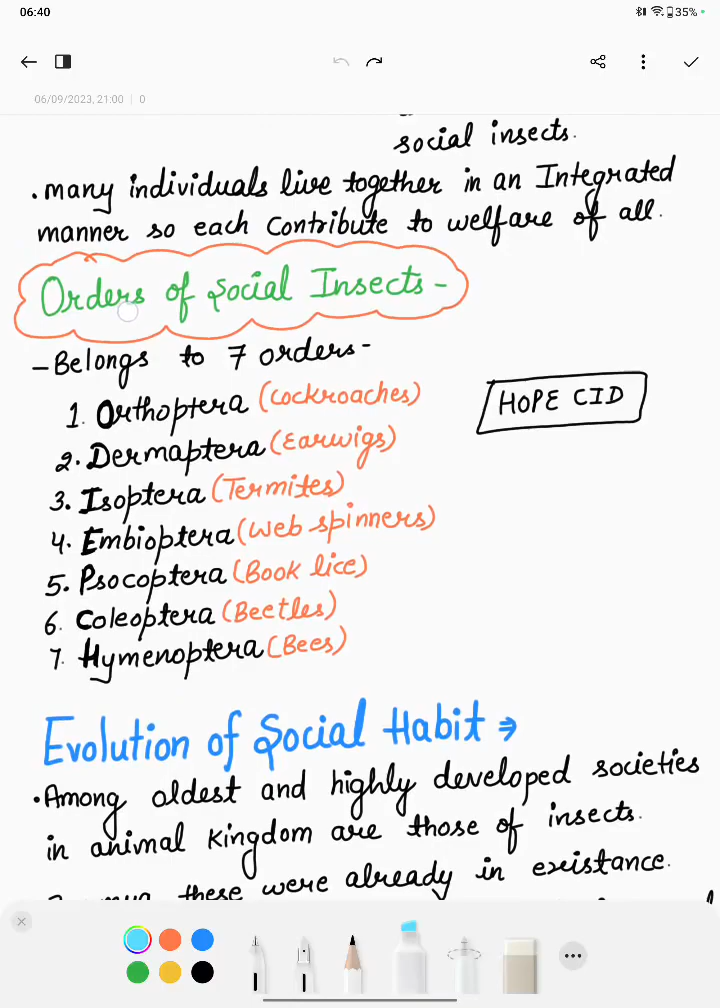 06:40
35%
06/09/2023, 21:00 | 0
social insects.
. many individuals live together in an Integrated
manner so each Contribute to welfare of all.
Orders of Social Insects -
- Belongs to 7 orders -
1. Orthoptera (Cockroaches)
HOPE CID
2. Dermaptera (Earwigs)
3. Isoptera (Termites)
4. Embioptera (Web spinners)
5. Psocoptera (Book lice)
6. Coleoptera (Beetles)
7. Hymenoptera (Bees)
Evolution of Social Habit ⇒
• Among oldest and highly developed societies
in animal Kingdom are those of insects.
these were already in existance.